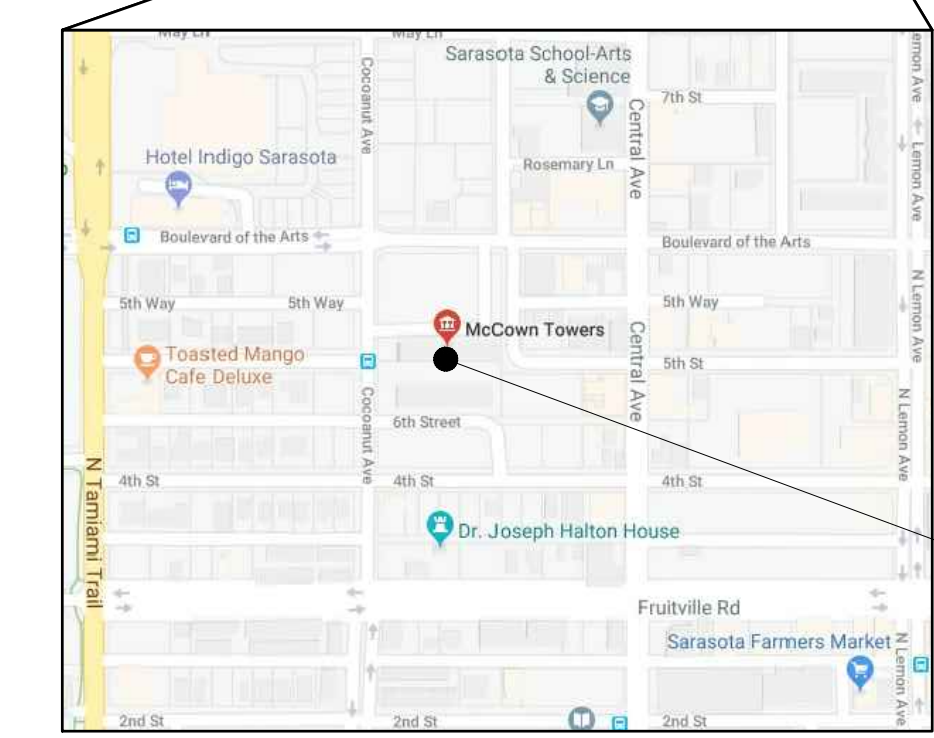 May Ln
May Ln
Sarasota School-Arts
& Science
emon Ave
Cocoanut Ave
7th St
Central Ave
Lemon Ave
Hotel Indigo Sarasota
Rosemary Ln
Boulevard of the Arts
Boulevard of the Arts
5th Way
5th Way
5th Way
N Lemon Ave
McCown Towers
Central Ave
Toasted Mango
Cafe Deluxe
5th St
Cocoanut Ave
6th Street
N Lemon Ave
N Tamiami Trail
4th St
4th St
4th St
Dr. Joseph Halton House
Fruitville Rd
Sarasota Farmers Market
N Lemon Ave
2nd St
2nd St
2nd St